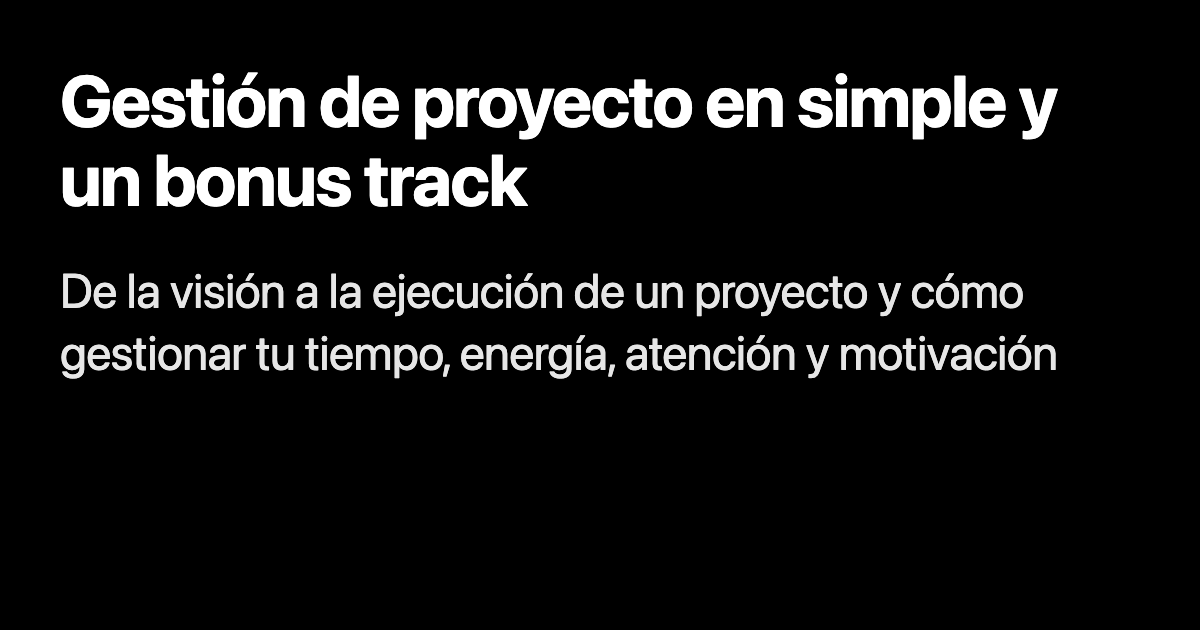 Gestión de proyecto en simple y
un bonus track
De la visión a la ejecución de un proyecto y cómo
gestionar tu tiempo, energía, atención y motivación